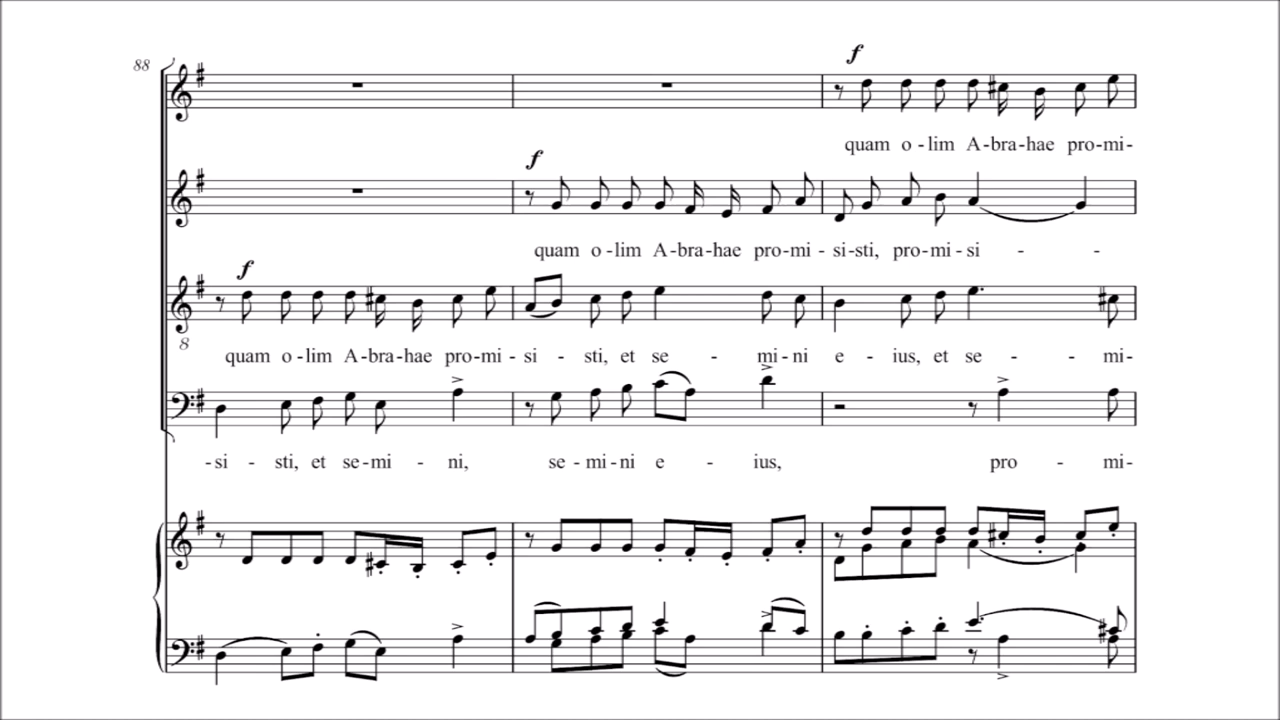 88
f
quam o - lim A - bra - hae pro - mi -
f
quam o - lim A - bra - hae pro - mi - si - sti, pro - mi - si - -
f
8
quam o - lim A - bra - hae pro - mi - si - sti, et se - mi - ni e - ius, et se - - mi -
- si - sti, et se - mi - ni, se - mi - ni e - ius, pro - mi -